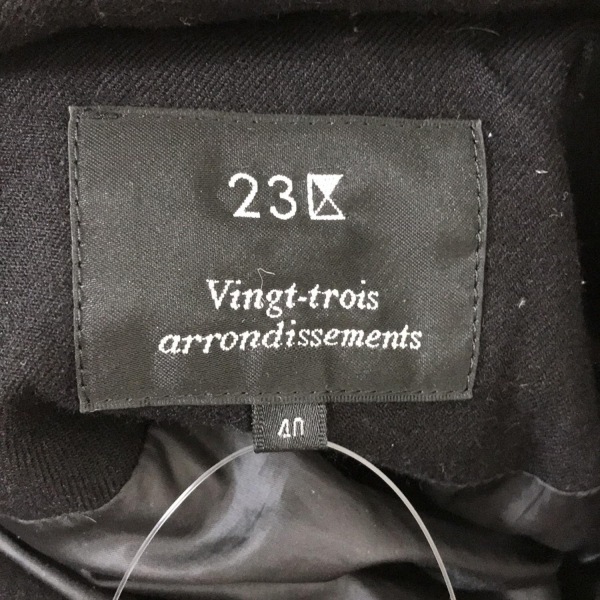 23区
Vingt-trois
arrondissements
40